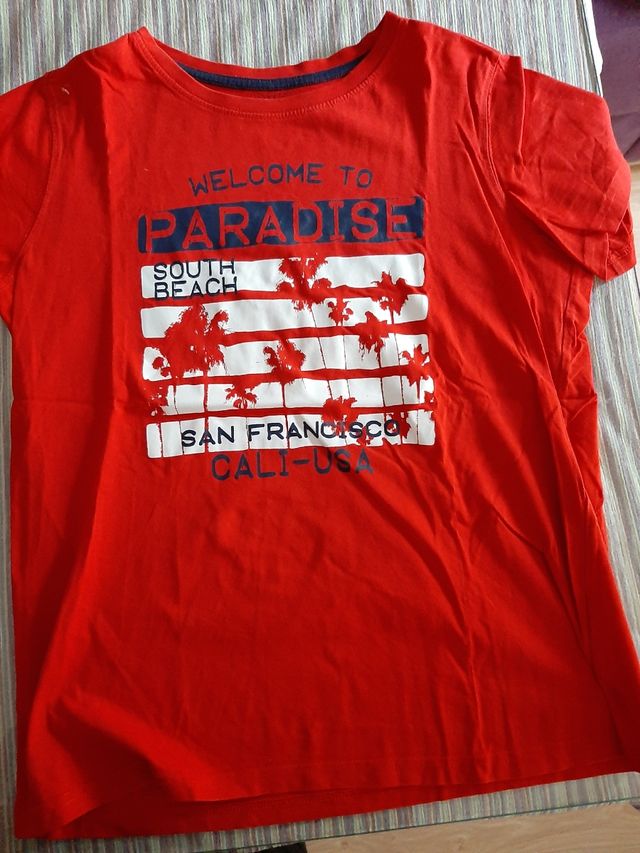 WELCOME TO
PARADISE
SOUTH
BEACH
SAN FRANCISCO
CALI-USA